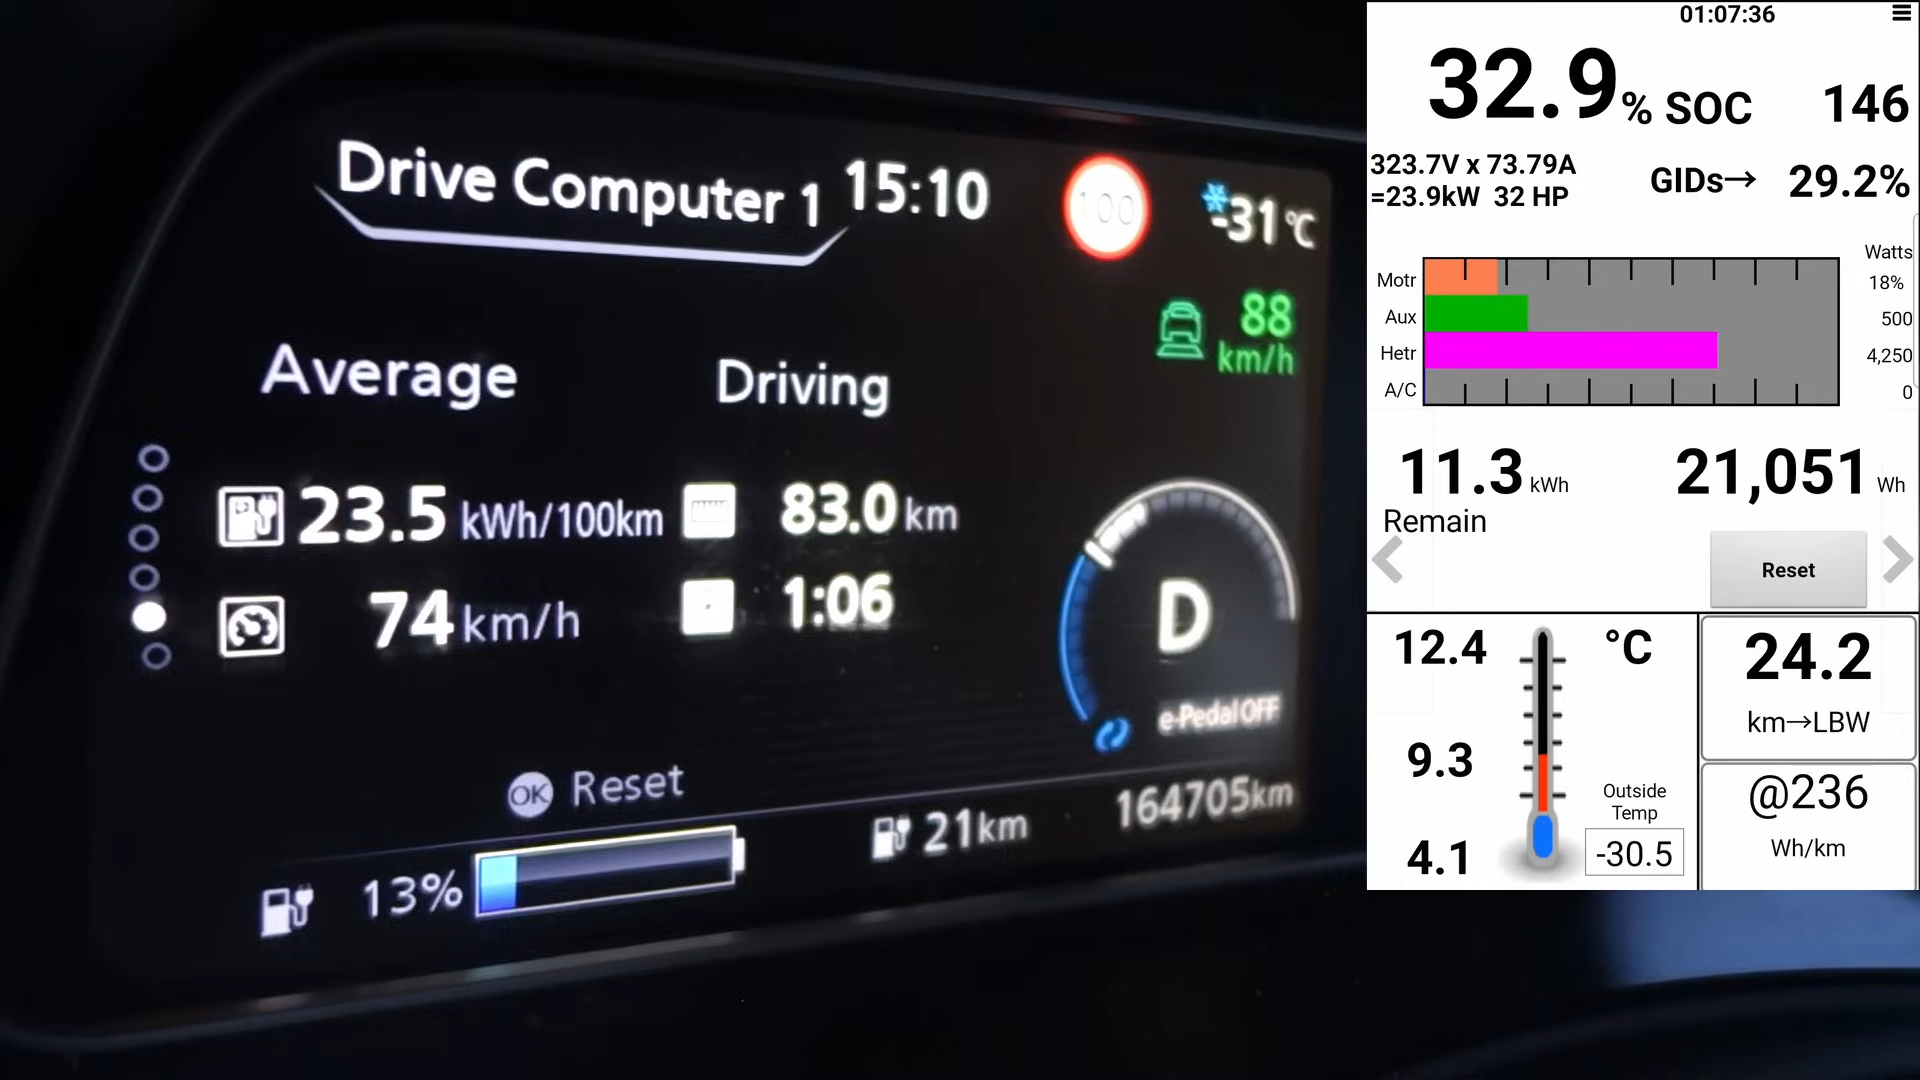 Drive Computer 1
15:10
100
-31 °C
88
km/h
Average
Driving
23.5 kWh/100km
83.0 km
74 km/h
1:06
D
e-Pedal OFF
OK Reset
13%
21km
164705km
01:07:36
32.9 % SOC
146
323.7V x 73.79A
=23.9kW 32 HP
GIDs→ 29.2%
Watts
Motr 18%
Aux 500
Hetr 4,250
A/C 0
11.3 kWh
Remain
21,051 Wh
Reset
12.4
°C
9.3
4.1
Outside
Temp
-30.5
24.2
km→LBW
@236
Wh/km